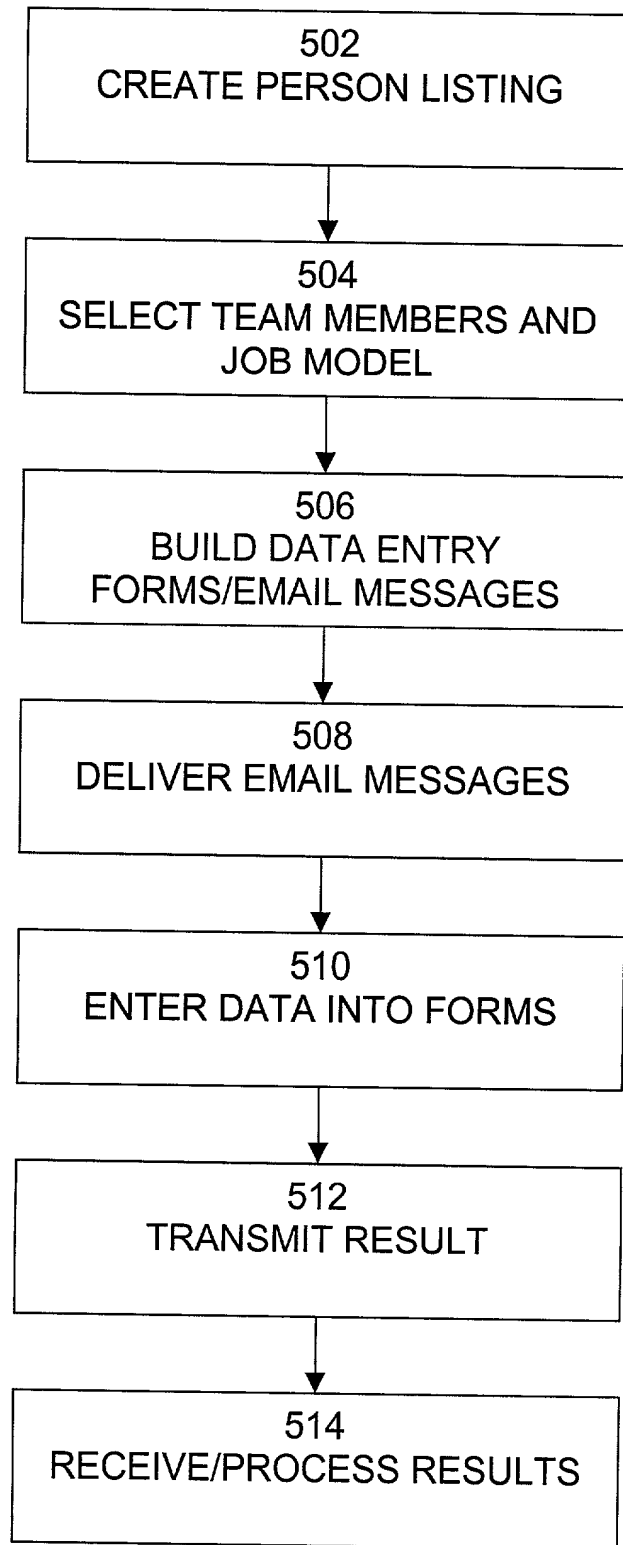 502
CREATE PERSON LISTING
504
SELECT TEAM MEMBERS AND
JOB MODEL
506
BUILD DATA ENTRY
FORMS/EMAIL MESSAGES
508
DELIVER EMAIL MESSAGES
510
ENTER DATA INTO FORMS
512
TRANSMIT RESULT
514
RECEIVE/PROCESS RESULTS